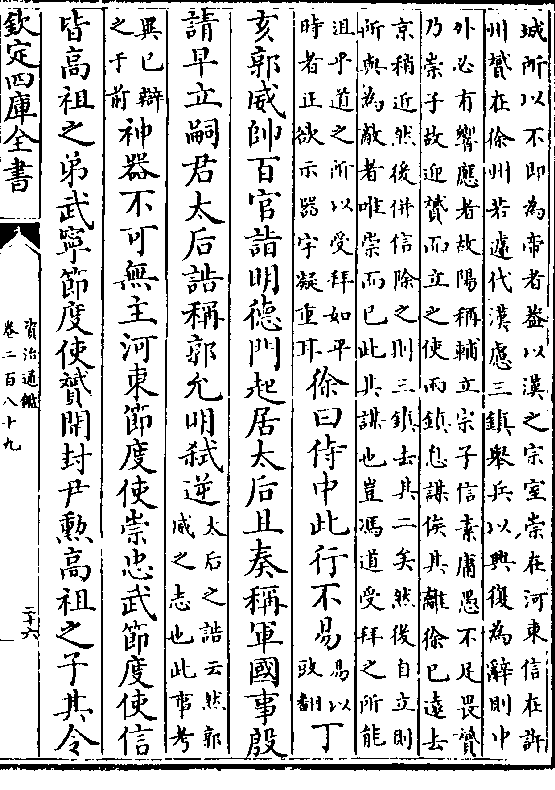 城所以不即為帝者葢以漢之宗室崇在河東信在許
州贇在徐州若遽代漢慮三鎮舉兵以興復為辭則中
外必有響應者故陽稱輔立宗子信素庸愚不足畏贇
乃崇子故迎贇而立之使兩鎮息謀俟其離徐已遠去
京稍近然後併信除之則三鎮去其二矣然後自立則
所與為敵者唯崇而已此其謀也豈馮道受拜之所能
沮乎道之所以受拜如平
時者正欲示器宇凝重耳
徐曰侍中此行不易
易以
豉翻
丁
亥郭威帥百官詣明德門起居太后且奏稱軍國事殷
請早立嗣君太后誥稱郭允明弑逆
太后之誥云然郭
威之志也此事考
異已辯
之于前
神器不可無主河東節度使崇忠武節度使信
皆高祖之弟武寧節度使贇開封尹勲高祖之子其令
欽定四庫全書
資治通鑑
卷二百八十九
二十六